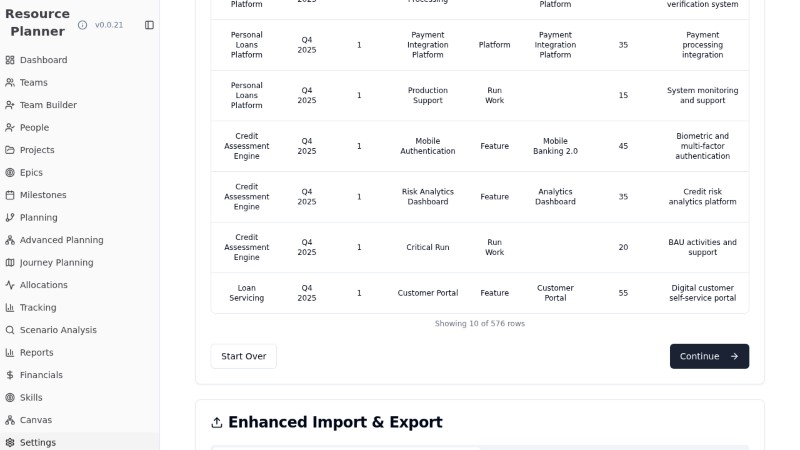 Resource
Planner
v0.0.21
Dashboard
Teams
Team Builder
People
Projects
Epics
Milestones
Planning
Advanced Planning
Journey Planning
Allocations
Tracking
Scenario Analysis
Reports
Financials
Skills
Canvas
Settings
Platform
Platform
verification system
Personal
Loans
Platform
Q4
2025
1
Payment
Integration
Platform
Platform
Payment
Integration
Platform
35
Payment
processing
integration
Personal
Loans
Platform
Q4
2025
1
Production
Support
Run
Work
15
System monitoring
and support
Credit
Assessment
Engine
Q4
2025
1
Mobile
Authentication
Feature
Mobile
Banking 2.0
45
Biometric and
multi-factor
authentication
Credit
Assessment
Engine
Q4
2025
1
Risk Analytics
Dashboard
Feature
Analytics
Dashboard
35
Credit risk
analytics platform
Credit
Assessment
Engine
Q4
2025
1
Critical Run
Run
Work
20
BAU activities and
support
Loan
Servicing
Q4
2025
1
Customer Portal
Feature
Customer
Portal
55
Digital customer
self-service portal
Showing 10 of 576 rows
Start Over
Continue
Enhanced Import & Export